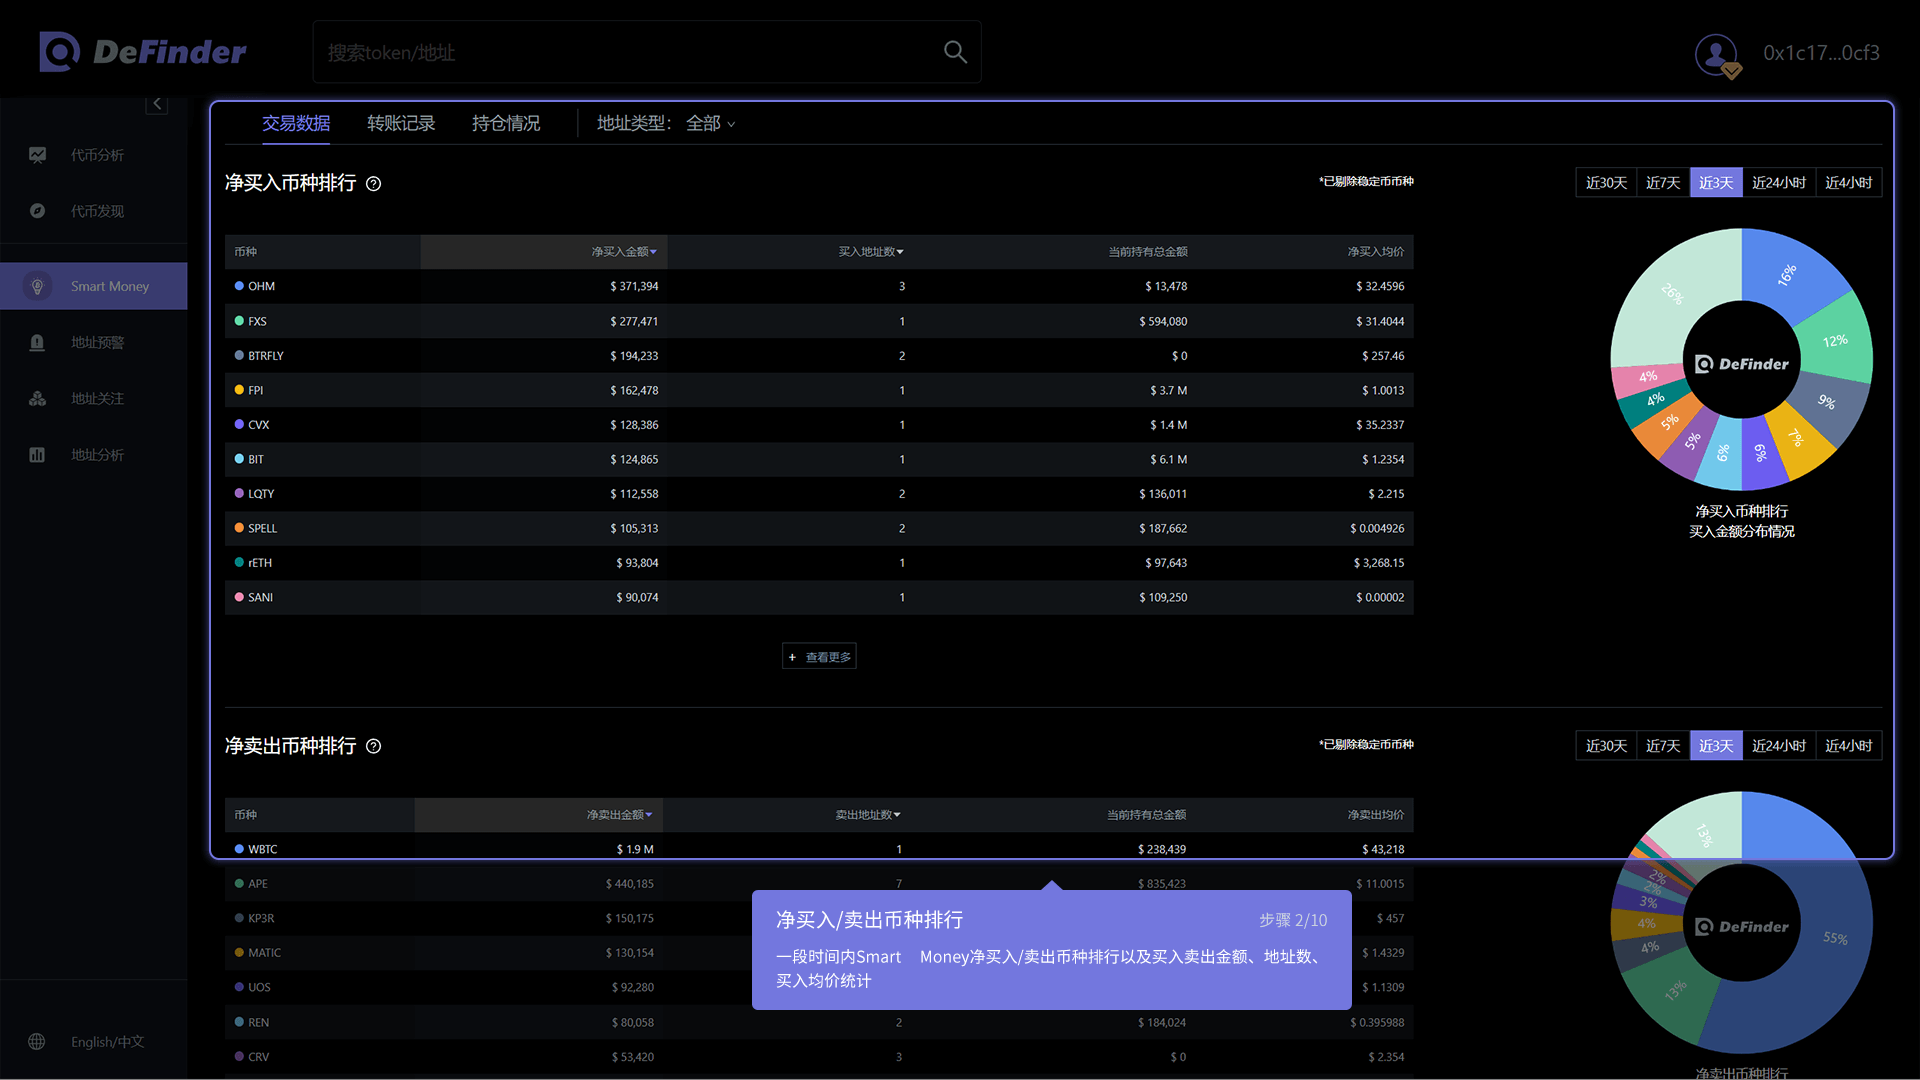 DeFinder
搜索token/地址
0x1c17...0cf3
交易数据 转账记录 持仓情况 地址类型： 全部
代币分析
代币发现
Smart Money
地址预警
地址关注
地址分析
English/中文
净买入币种排行
*已剔除稳定币币种
近30天 近7天 近3天 近24小时 近4小时
币种 净买入金额 买入地址数 当前持有总金额 净买入均价
OHM $ 371,394 3 $ 13,478 $ 32.4596
FXS $ 277,471 1 $ 594,080 $ 31.4044
BTRFLY $ 194,233 2 $ 0 $ 257.46
FPI $ 162,478 1 $ 3.7 M $ 1.0013
CVX $ 128,386 1 $ 1.4 M $ 35.2337
BIT $ 124,865 1 $ 6.1 M $ 1.2354
LQTY $ 112,558 2 $ 136,011 $ 2.215
SPELL $ 105,313 2 $ 187,662 $ 0.004926
rETH $ 93,804 1 $ 97,643 $ 3,268.15
SANI $ 90,074 1 $ 109,250 $ 0.00002
+ 查看更多
16%
12%
9%
7%
6%
6%
5%
5%
4%
4%
26%
DeFinder
净买入币种排行
买入金额分布情况
净卖出币种排行
*已剔除稳定币币种
近30天 近7天 近3天 近24小时 近4小时
币种 净卖出金额 卖出地址数 当前持有总金额 净卖出均价
WBTC $ 1.9 M 1 $ 238,439 $ 43,218
APE $ 440,185 7 $ 835,423 $ 11.0015
KP3R $ 150,175 $ 457
MATIC $ 130,154 $ 1.4329
UOS $ 92,280 $ 1.1309
REN $ 80,058 2 $ 184,024 $ 0.395988
CRV $ 53,420 3 $ 0 $ 2.354
净买入/卖出币种排行
步骤 2/10
一段时间内Smart Money净买入/卖出币种排行以及买入卖出金额、地址数、
买入均价统计
55%
13%
4%
4%
3%
2%
2%
13%
DeFinder
净卖出币种排行